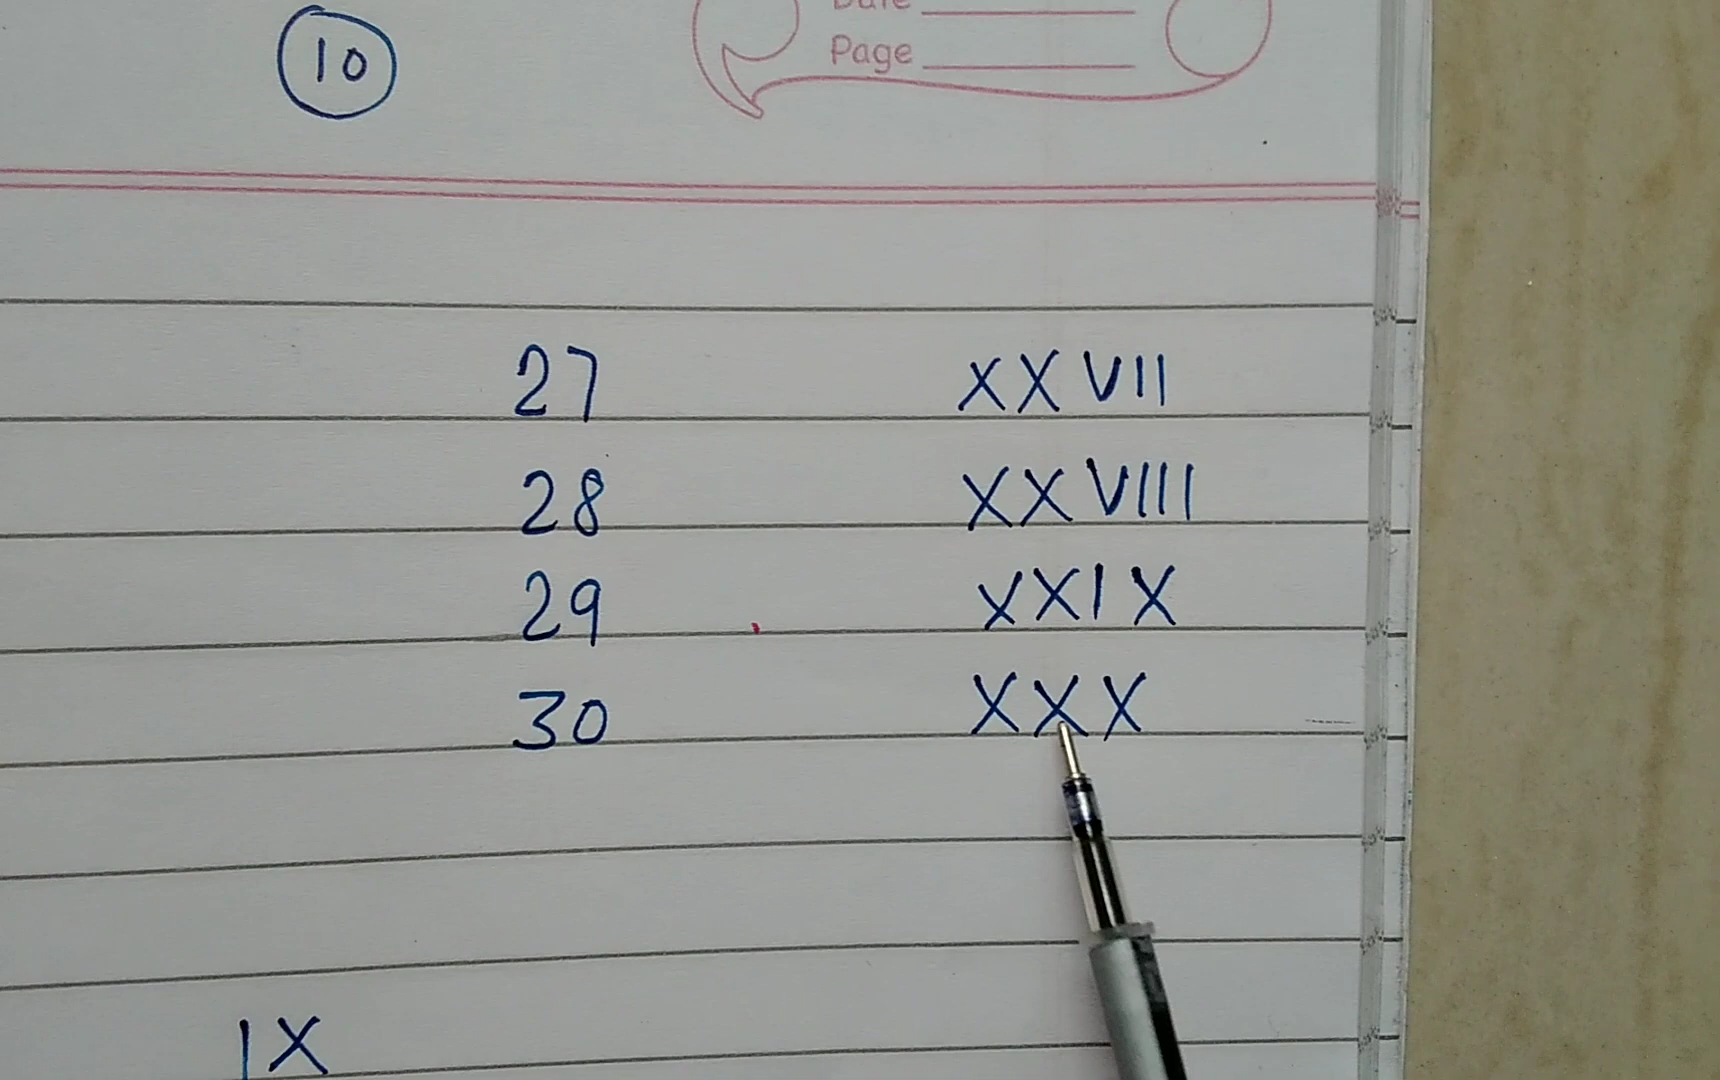 10
Date
Page
27 XXVII
28 XXVIII
29 XXIX
30 XXX
IX